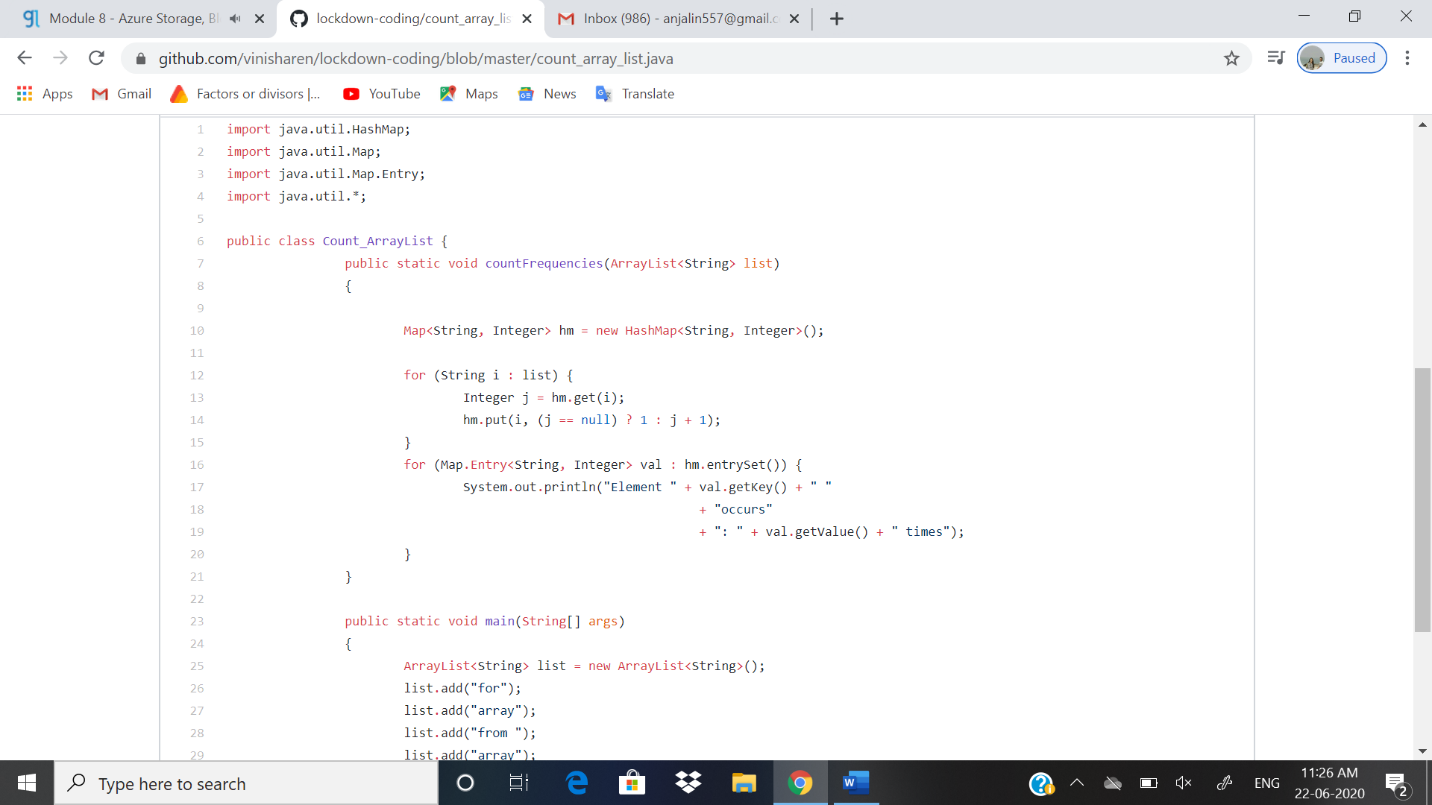 Module 8 - Azure Storage, Bl
lockdown-coding/count_array_lis
Inbox (986) - anjalin557@gmail.c
github.com/vinisharen/lockdown-coding/blob/master/count_array_list.java
Paused
Apps
Gmail
Factors or divisors |...
YouTube
Maps
News
Translate
1 import java.util.HashMap;
2 import java.util.Map;
3 import java.util.Map.Entry;
4 import java.util.*;
5
6 public class Count_ArrayList {
7 public static void countFrequencies(ArrayList<String> list)
8 {
9
10 Map<String, Integer> hm = new HashMap<String, Integer>();
11
12 for (String i : list) {
13 Integer j = hm.get(i);
14 hm.put(i, (j == null) ? 1 : j + 1);
15 }
16 for (Map.Entry<String, Integer> val : hm.entrySet()) {
17 System.out.println("Element " + val.getKey() + " "
18 + "occurs"
19 + ": " + val.getValue() + " times");
20 }
21 }
22
23 public static void main(String[] args)
24 {
25 ArrayList<String> list = new ArrayList<String>();
26 list.add("for");
27 list.add("array");
28 list.add("from ");
29 list.add("array");
Type here to search
ENG
11:26 AM
22-06-2020
2